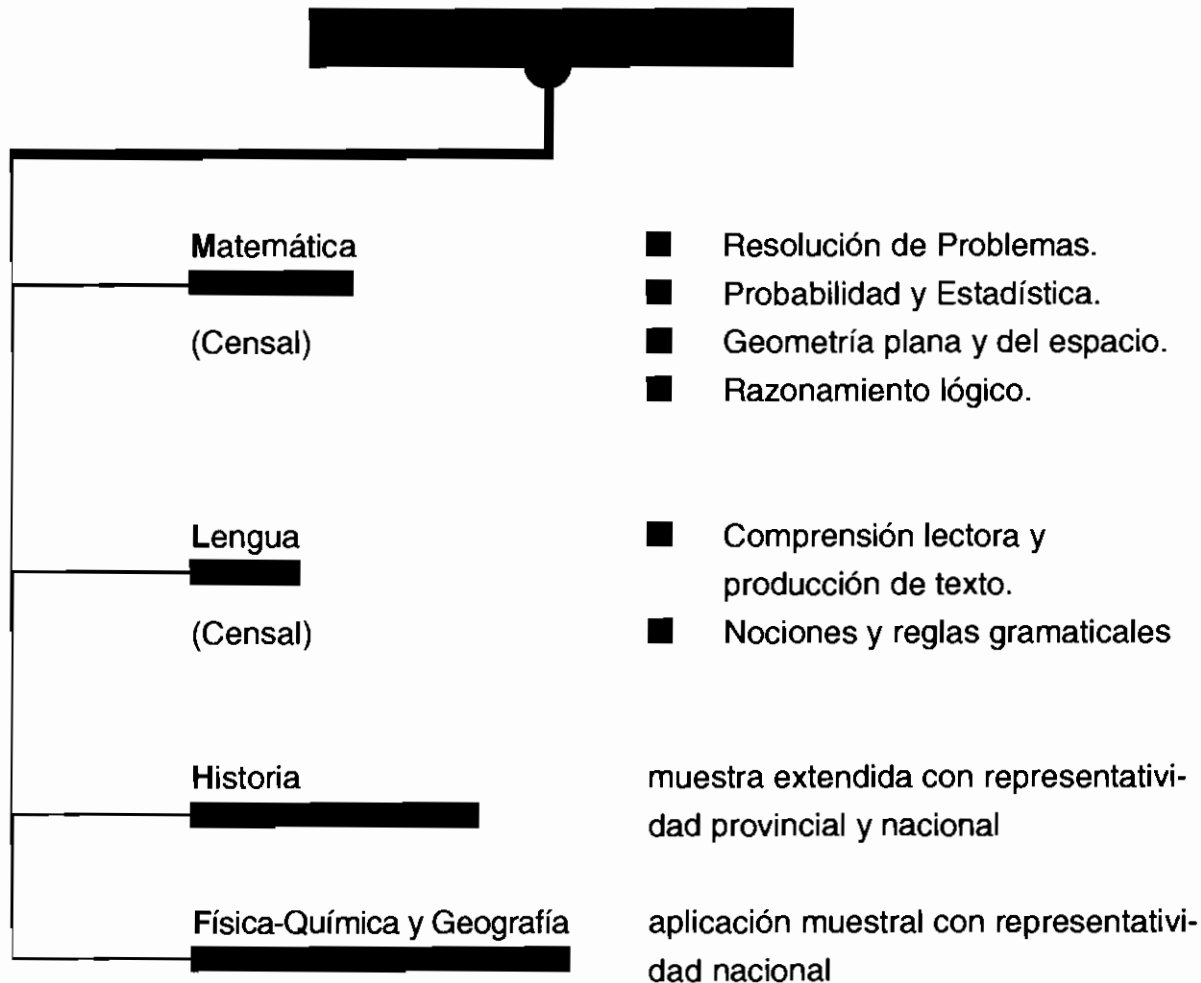 Matemática
(Censal)
■ Resolución de Problemas.
■ Probabilidad y Estadística.
■ Geometría plana y del espacio.
■ Razonamiento lógico.
Lengua
(Censal)
■ Comprensión lectora y
producción de texto.
■ Nociones y reglas gramaticales
Historia
muestra extendida con representativi-
dad provincial y nacional
Física-Química y Geografía
aplicación muestral con representativi-
dad nacional